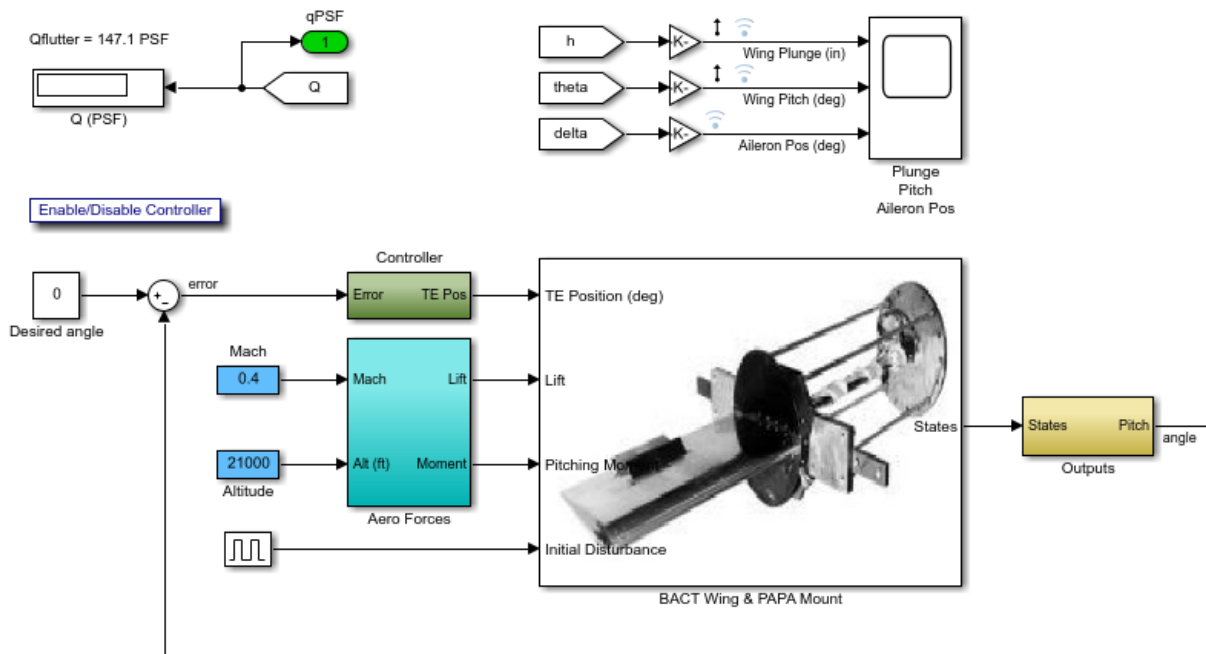 qPSF
Qflutter = 147.1 PSF
1
Q
Q (PSF)
h
K-
Wing Plunge (in)
theta
K-
Wing Pitch (deg)
delta
K-
Aileron Pos (deg)
Plunge
Pitch
Aileron Pos
Enable/Disable Controller
Controller
0
+
-
error
Error
TE Pos
TE Position (deg)
Desired angle
Mach
0.4
Mach
Lift
Lift
States
States
Pitch
angle
21000
Alt (ft)
Moment
Pitching Moment
Outputs
Altitude
Aero Forces
Initial Disturbance
BACT Wing & PAPA Mount